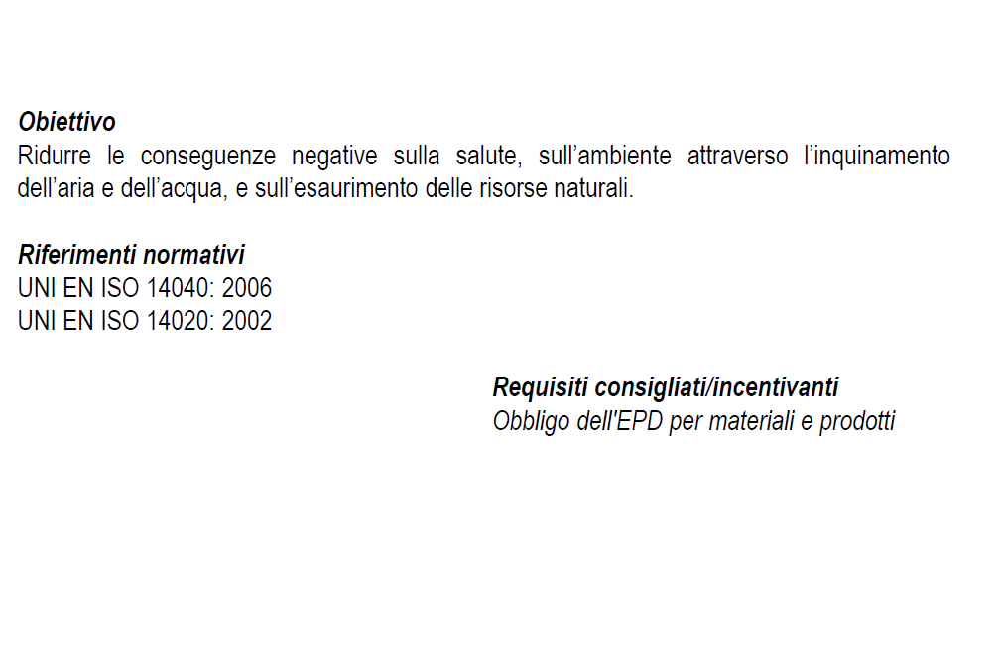 Obiettivo
Ridurre le conseguenze negative sulla salute, sull’ambiente attraverso l’inquinamento
dell’aria e dell’acqua, e sull’esaurimento delle risorse naturali.
Riferimenti normativi
UNI EN ISO 14040: 2006
UNI EN ISO 14020: 2002
Requisiti consigliati/incentivanti
Obbligo dell'EPD per materiali e prodotti